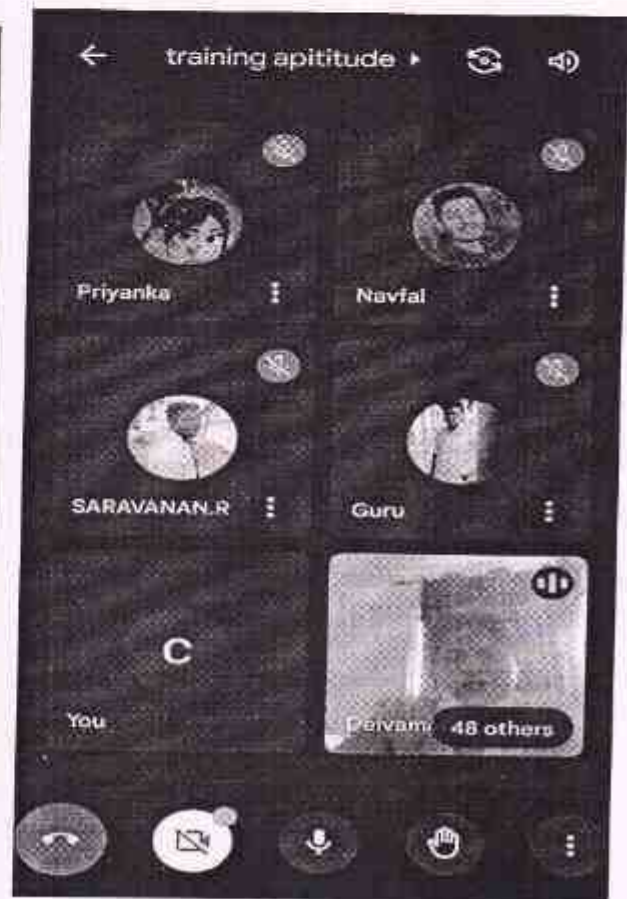 training apititude
Priyanka
Navfal
SARAVANAN.R
Guru
C
You
48 others